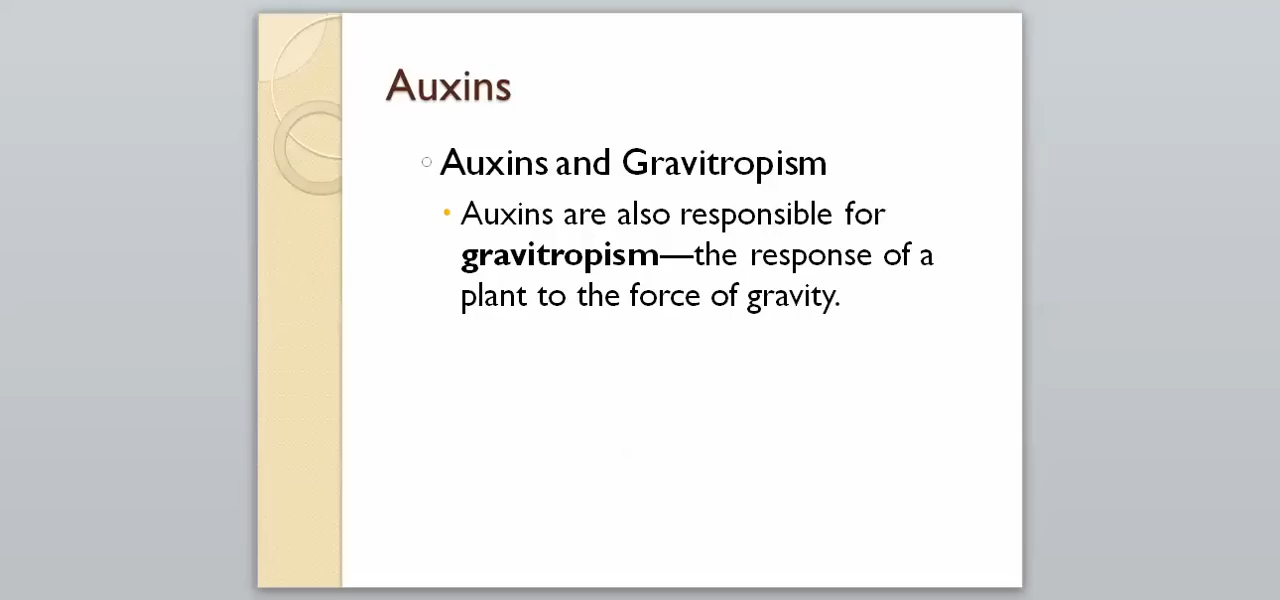 Auxins
Auxins and Gravitropism
Auxins are also responsible for
gravitropism—the response of a
plant to the force of gravity.